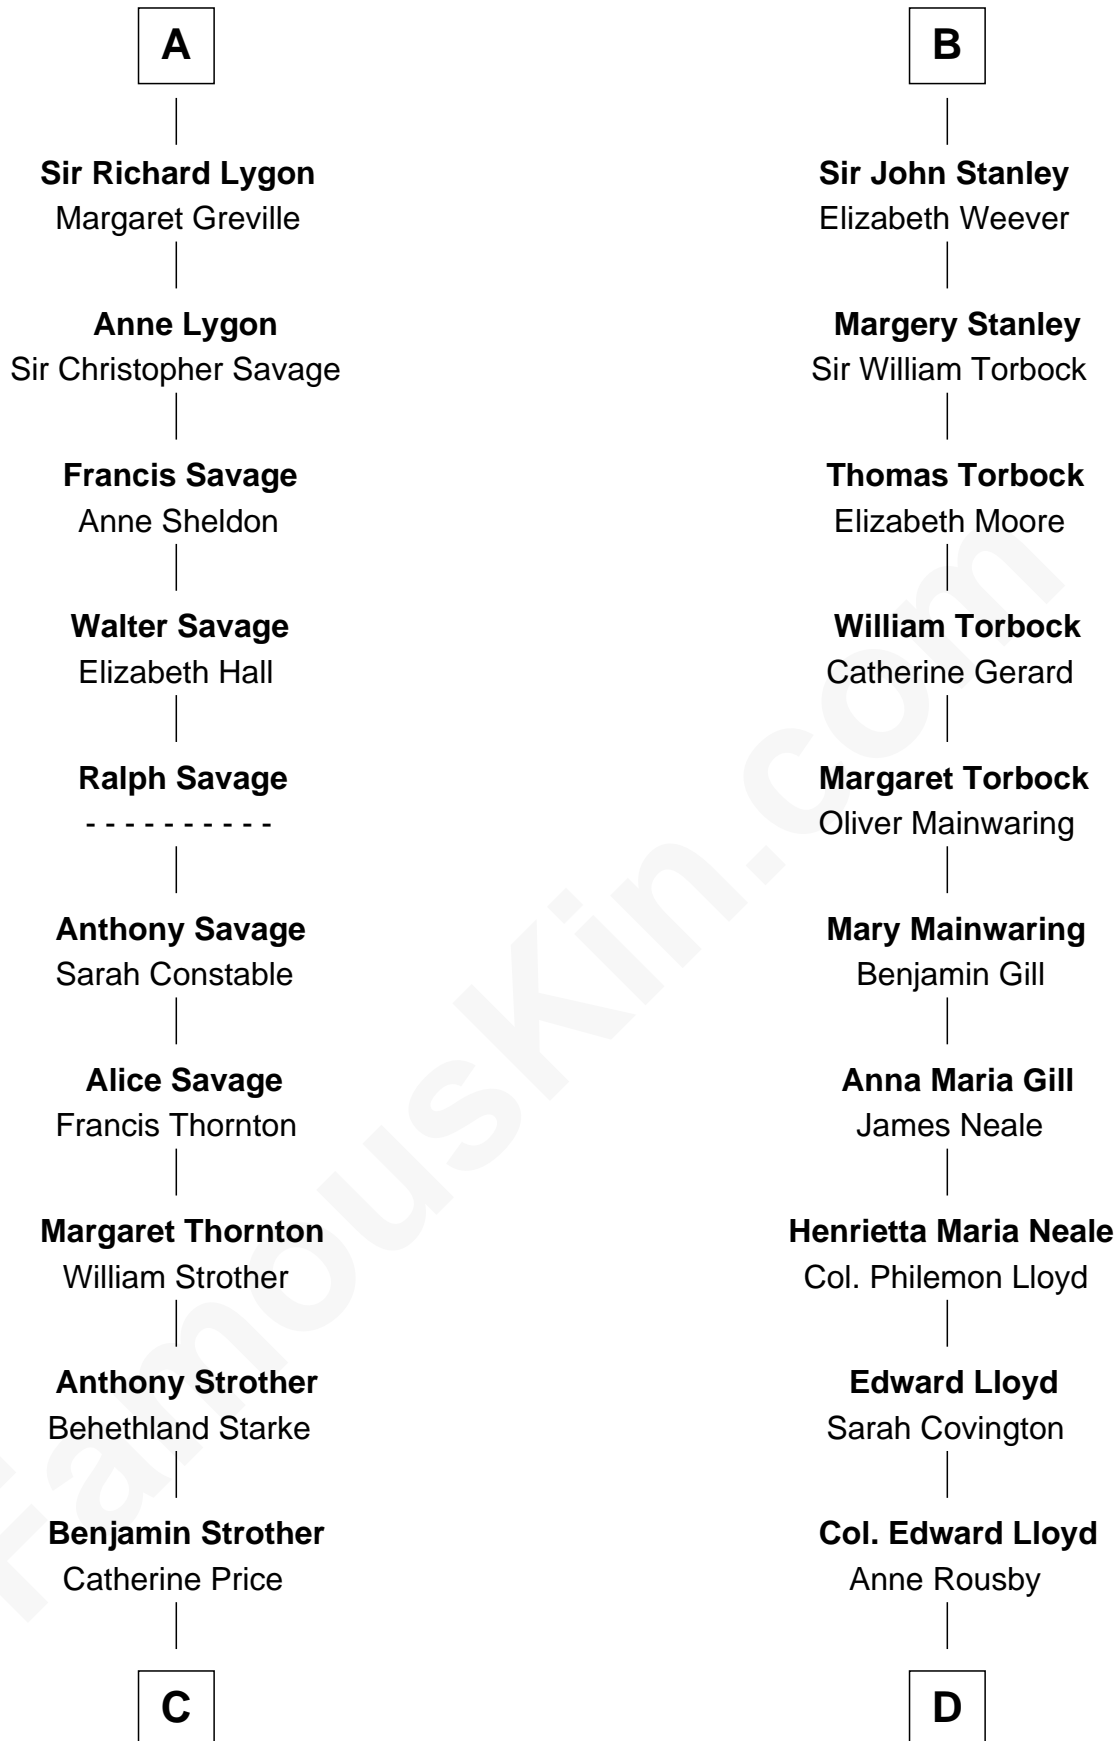 A
Sir Richard Lygon
Margaret Greville
Anne Lygon
Sir Christopher Savage
Francis Savage
Anne Sheldon
Walter Savage
Elizabeth Hall
Ralph Savage
- - - - - - - - - -
Anthony Savage
Sarah Constable
Alice Savage
Francis Thornton
Margaret Thornton
William Strother
Anthony Strother
Behethland Starke
Benjamin Strother
Catherine Price
C
B
Sir John Stanley
Elizabeth Weever
Margery Stanley
Sir William Torbock
Thomas Torbock
Elizabeth Moore
William Torbock
Catherine Gerard
Margaret Torbock
Oliver Mainwaring
Mary Mainwaring
Benjamin Gill
Anna Maria Gill
James Neale
Henrietta Maria Neale
Col. Philemon Lloyd
Edward Lloyd
Sarah Covington
Col. Edward Lloyd
Anne Rousby
D
FamousKin.com